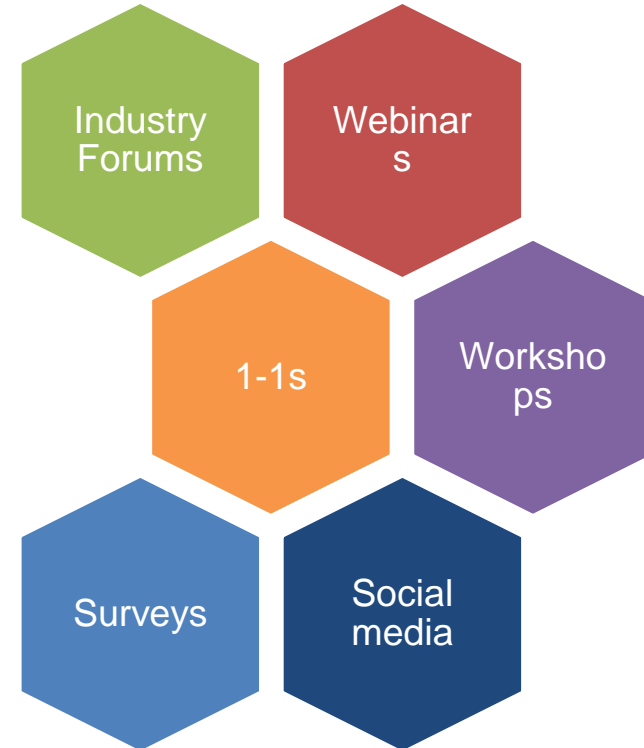 Industry
Forums
Webinar
s
1-1s
Worksho
ps
Surveys
Social
media